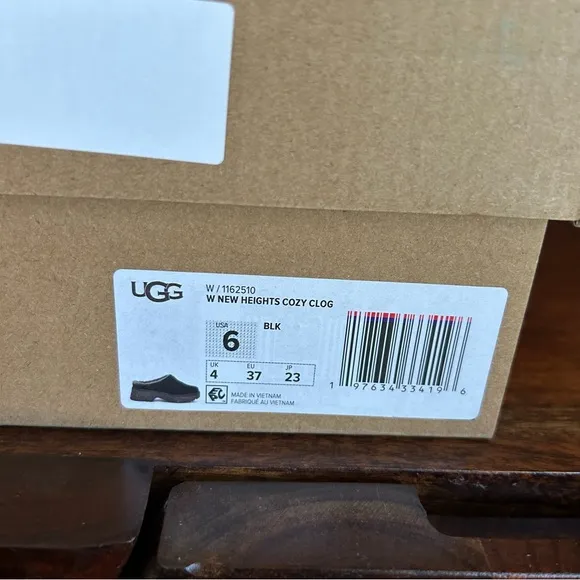 UGG
W / 1162510
W NEW HEIGHTS COZY CLOG
USA
6
BLK
UK
4
EU
37
JP
23
MADE IN VIETNAM
FABRIQUÉ AU VIETNAM
1 97634 33419 6